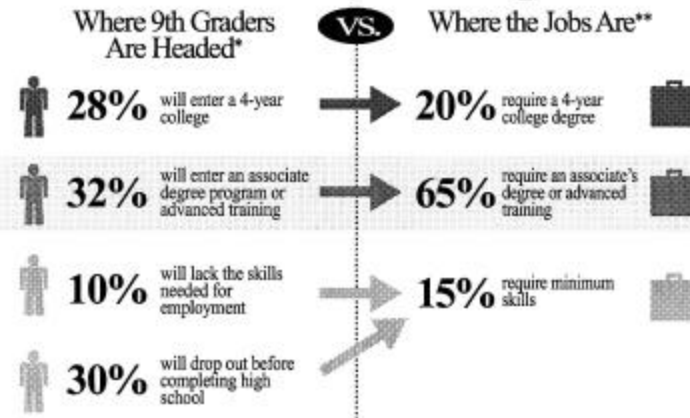 Where 9th Graders
Are Headed*
VS.
Where the Jobs Are**
28%
will enter a 4-year
college
20%
require a 4-year
college degree
32%
will enter an associate
degree program or
advanced training
65%
require an associate's
degree or advanced
training
10%
will lack the skills
needed for
employment
15%
require minimum
skills
30%
will drop out before
completing high
school